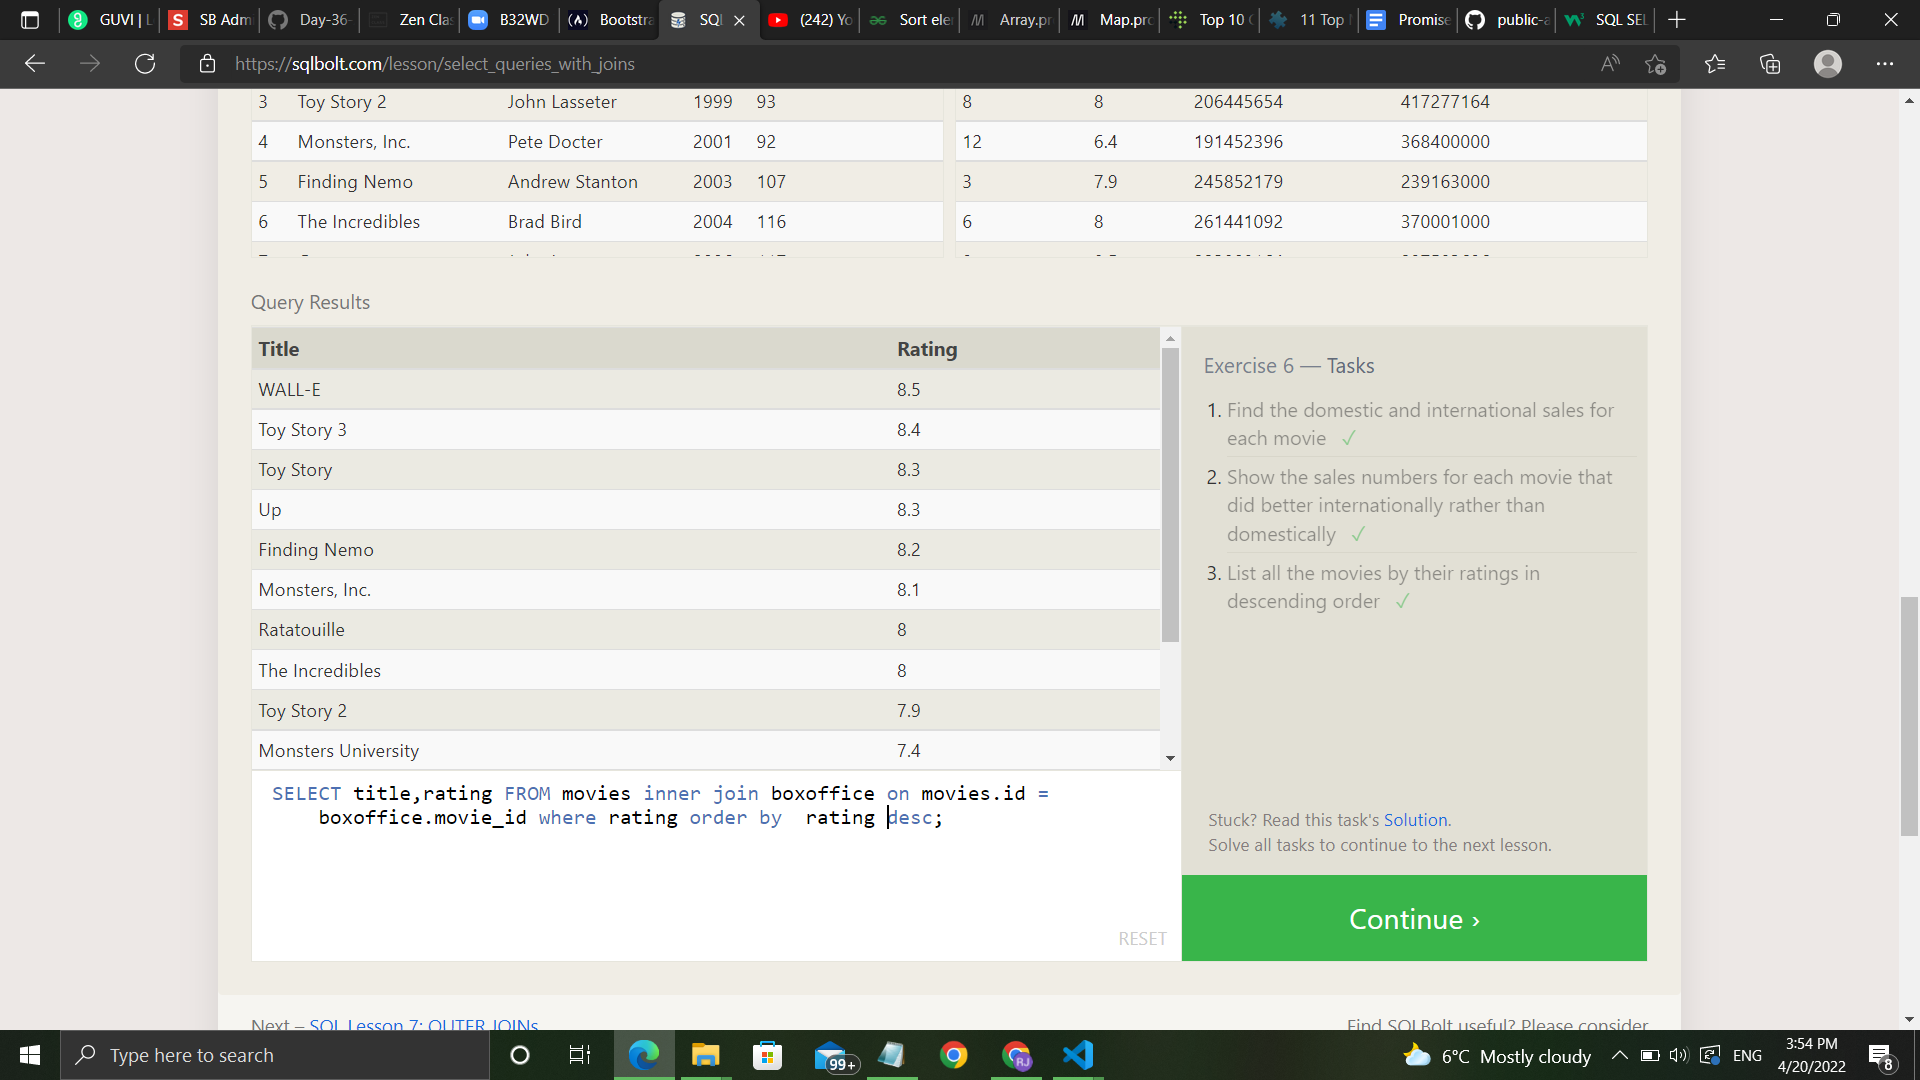 GUVI | L
SB Adm
Day-36-
Zen Clas
B32WD
Bootstra
SQL
(242) Yo
Sort eler
Array.pr
Map.pro
Top 10
11 Top
Promise
public-a
SQL SEL
https://sqlbolt.com/lesson/select_queries_with_joins
3 Toy Story 2 John Lasseter 1999 93
8 8 206445654 417277164
4 Monsters, Inc. Pete Docter 2001 92
12 6.4 191452396 368400000
5 Finding Nemo Andrew Stanton 2003 107
3 7.9 245852179 239163000
6 The Incredibles Brad Bird 2004 116
6 8 261441092 370001000
Query Results
Title Rating
WALL-E 8.5
Toy Story 3 8.4
Toy Story 8.3
Up 8.3
Finding Nemo 8.2
Monsters, Inc. 8.1
Ratatouille 8
The Incredibles 8
Toy Story 2 7.9
Monsters University 7.4
SELECT title,rating FROM movies inner join boxoffice on movies.id =
boxoffice.movie_id where rating order by  rating desc;
RESET
Exercise 6 — Tasks
1. Find the domestic and international sales for
each movie ✓
2. Show the sales numbers for each movie that
did better internationally rather than
domestically ✓
3. List all the movies by their ratings in
descending order ✓
Stuck? Read this task's Solution.
Solve all tasks to continue to the next lesson.
Continue ›
Next – SQL Lesson 7: OUTER JOINs
Find SQLBolt useful? Please consider
Type here to search
99+
RJ
6°C Mostly cloudy
ENG
3:54 PM
4/20/2022
8